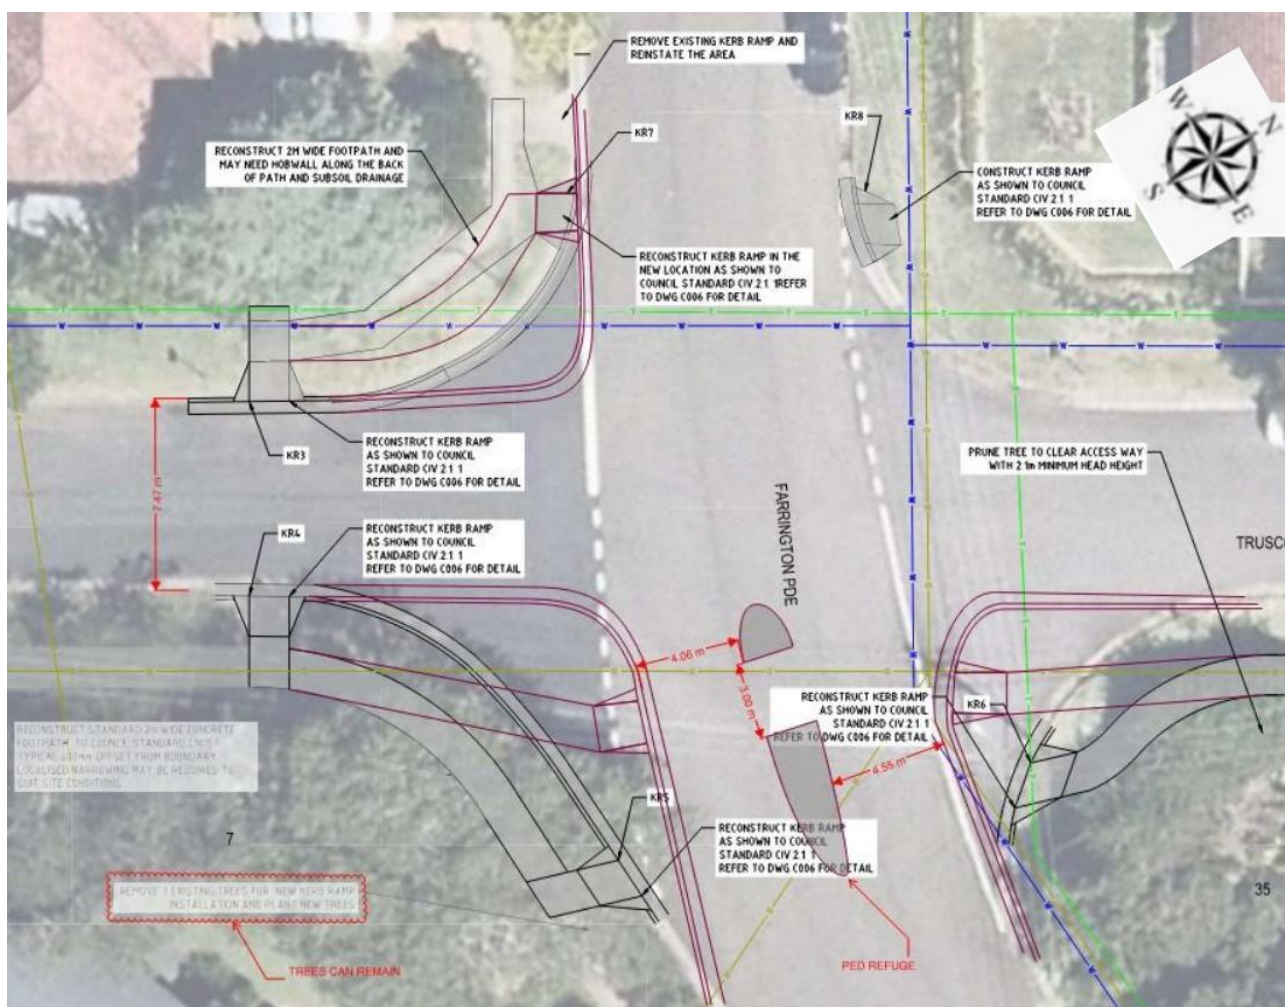 REMOVE EXISTING KERB RAMP AND
REINSTATE THE AREA
KR7
KR8
RECONSTRUCT 2M WIDE FOOTPATH AND
MAY NEED HOBWALL ALONG THE BACK
OF PATH AND SUBSOIL DRAINAGE
W
N
S
E
CONSTRUCT KERB RAMP
AS SHOWN TO COUNCIL
STANDARD CIV 2 1 1
REFER TO DWG C006 FOR DETAIL
RECONSTRUCT KERB RAMP IN THE
NEW LOCATION AS SHOWN TO
COUNCIL STANDARD CIV 2 1 1REFER
TO DWG C006 FOR DETAIL
KR3
RECONSTRUCT KERB RAMP
AS SHOWN TO COUNCIL
STANDARD CIV 2 1 1
REFER TO DWG C006 FOR DETAIL
PRUNE TREE TO CLEAR ACCESS WAY
WITH 2 1m MINIMUM HEAD HEIGHT
7.47 m
FARRINGTON PDE
KR4
RECONSTRUCT KERB RAMP
AS SHOWN TO COUNCIL
STANDARD CIV 2 1 1
REFER TO DWG C006 FOR DETAIL
TRUSCO
4.06 m
3.00 m
RECONSTRUCT KERB RAMP
AS SHOWN TO COUNCIL
STANDARD CIV 2 1 1
REFER TO DWG C006 FOR DETAIL
KR6
4.55 m
RECONSTRUCT STANDARD 2M WIDE CONCRETE
FOOTPATH TO COUNCIL STANDARD
TYPICAL 600MM OFFSET FROM BOUNDARY
LOCALISED NARROWING MAY BE REQUIRED TO
SUIT SITE CONDITIONS
KR5
RECONSTRUCT KERB RAMP
AS SHOWN TO COUNCIL
STANDARD CIV 2 1 1
REFER TO DWG C006 FOR DETAIL
7
35
REMOVE 3 EXISTING TREES FOR NEW KERB RAMP
INSTALLATION AND PLANT NEW TREES
TREES CAN REMAIN
PED REFUGE